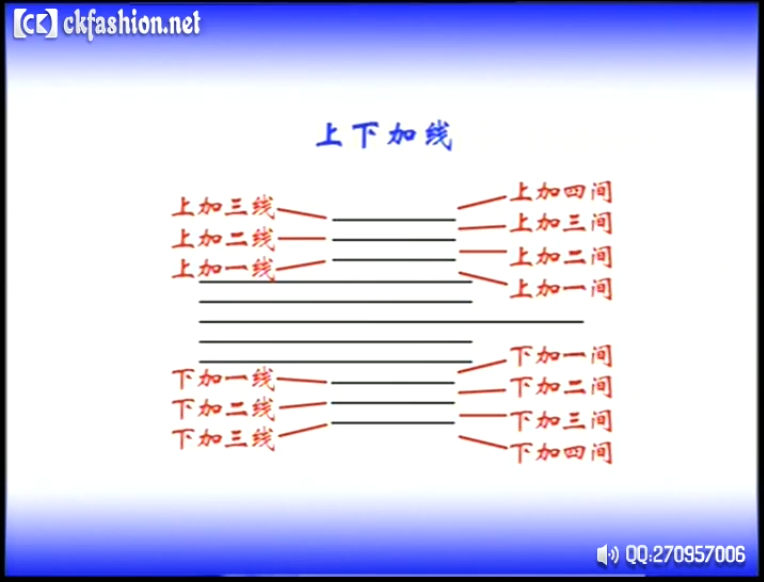 CK ckfashion.net
上下加线
上加三线
上加二线
上加一线
上加四间
上加三间
上加二间
上加一间
下加一线
下加二线
下加三线
下加一间
下加二间
下加三间
下加四间
QQ:270957006